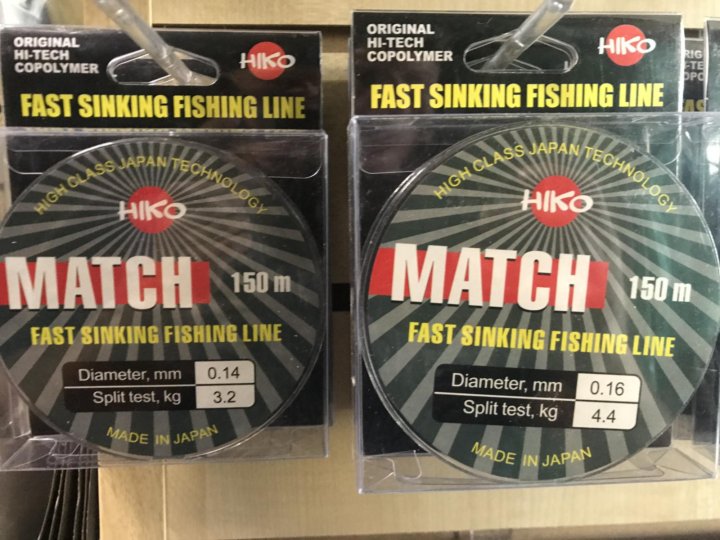 ORIGINAL
HI-TECH
COPOLYMER
HIKO
FAST SINKING FISHING LINE
HIGH CLASS JAPAN TECHNOLOGY
HIKO
MATCH
150 m
FAST SINKING FISHING LINE
Diameter, mm 0.14
Split test, kg 3.2
MADE IN JAPAN
ORIGINAL
HI-TECH
COPOLYMER
HIKO
FAST SINKING FISHING LINE
HIGH CLASS JAPAN TECHNOLOGY
HIKO
MATCH
150 m
FAST SINKING FISHING LINE
Diameter, mm 0.16
Split test, kg 4.4
MADE IN JAPAN